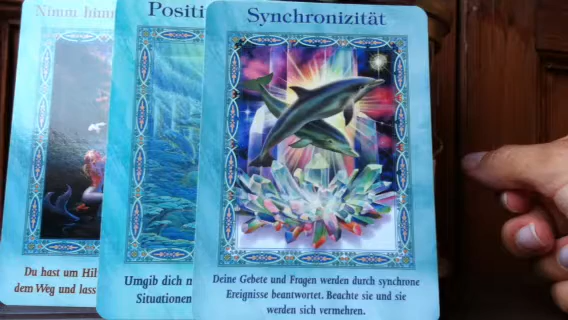 Nimm
Positi
Synchronizität
Du hast um Hil
dem Weg und lass
Umgib dich
Situationen
Deine Gebete und Fragen werden durch synchrone
Ereignisse beantwortet. Beachte sie und sie
werden sich vermehren.